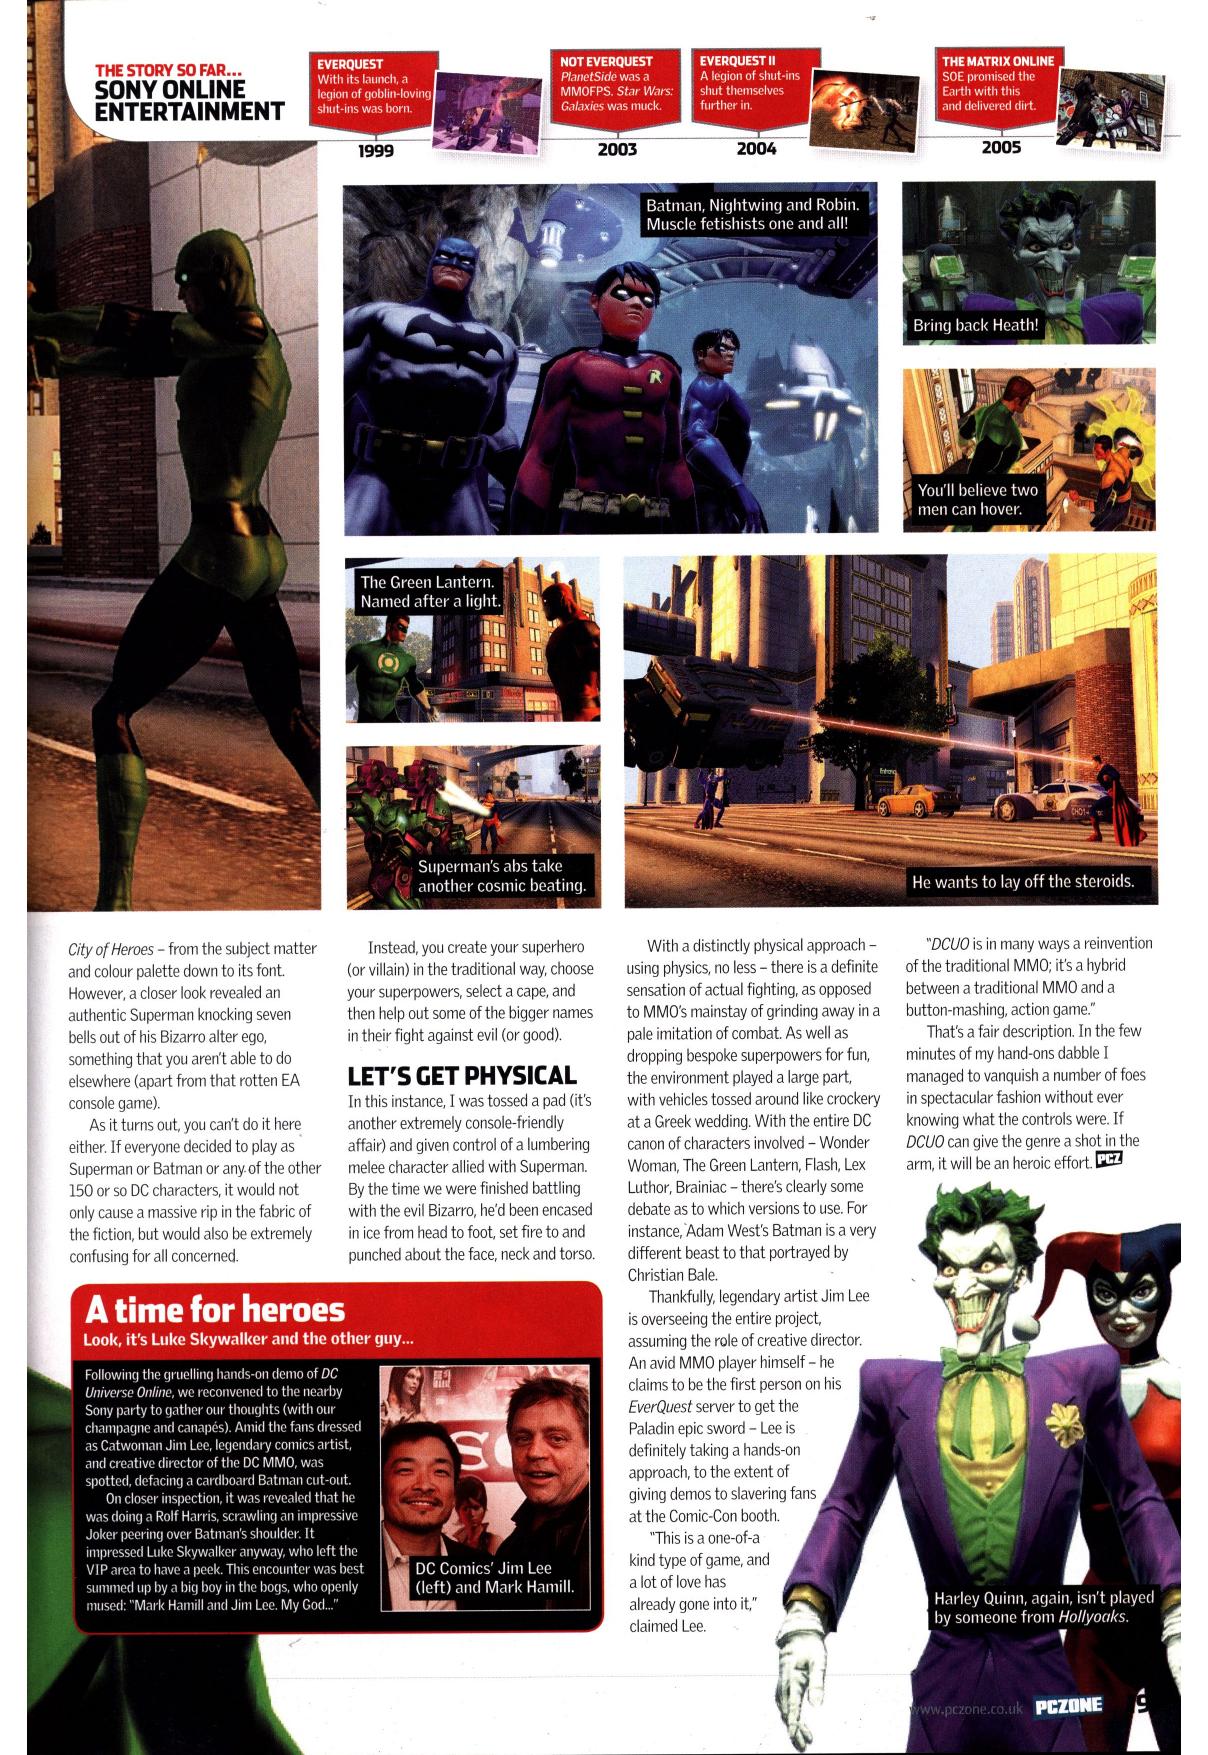 THE STORY SO FAR...
SONY ONLINE
ENTERTAINMENT
EVERQUEST
With its launch, a
legion of goblin-loving
shut-ins was born.
1999
NOT EVERQUEST
PlanetSide was a
MMOFPS. Star Wars:
Galaxies was muck.
2003
EVERQUEST II
A legion of shut-ins
shut themselves
further in.
2004
THE MATRIX ONLINE
SOE promised the
Earth with this
and delivered dirt.
2005
Batman, Nightwing and Robin.
Muscle fetishists one and all!
Bring back Heath!
You'll believe two
men can hover.
The Green Lantern.
Named after a light.
Superman's abs take
another cosmic beating.
He wants to lay off the steroids.
City of Heroes – from the subject matter
and colour palette down to its font.
However, a closer look revealed an
authentic Superman knocking seven
bells out of his Bizarro alter ego,
something that you aren't able to do
elsewhere (apart from that rotten EA
console game).
As it turns out, you can't do it here
either. If everyone decided to play as
Superman or Batman or any of the other
150 or so DC characters, it would not
only cause a massive rip in the fabric of
the fiction, but would also be extremely
confusing for all concerned.
Instead, you create your superhero
(or villain) in the traditional way, choose
your superpowers, select a cape, and
then help out some of the bigger names
in their fight against evil (or good).
LET'S GET PHYSICAL
In this instance, I was tossed a pad (it's
another extremely console-friendly
affair) and given control of a lumbering
melee character allied with Superman.
By the time we were finished battling
with the evil Bizarro, he'd been encased
in ice from head to foot, set fire to and
punched about the face, neck and torso.
With a distinctly physical approach –
using physics, no less – there is a definite
sensation of actual fighting, as opposed
to MMO's mainstay of grinding away in a
pale imitation of combat. As well as
dropping bespoke superpowers for fun,
the environment played a large part,
with vehicles tossed around like crockery
at a Greek wedding. With the entire DC
canon of characters involved – Wonder
Woman, The Green Lantern, Flash, Lex
Luthor, Brainiac – there's clearly some
debate as to which versions to use. For
instance, Adam West's Batman is a very
different beast to that portrayed by
Christian Bale.
Thankfully, legendary artist Jim Lee
is overseeing the entire project,
assuming the role of creative director.
An avid MMO player himself – he
claims to be the first person on his
EverQuest server to get the
Paladin epic sword – Lee is
definitely taking a hands-on
approach, to the extent of
giving demos to slavering fans
at the Comic-Con booth.
"This is a one-of-a
kind type of game, and
a lot of love has
already gone into it,"
claimed Lee.
"DCUO is in many ways a reinvention
of the traditional MMO; it's a hybrid
between a traditional MMO and a
button-mashing, action game."
That's a fair description. In the few
minutes of my hand-ons dabble I
managed to vanquish a number of foes
in spectacular fashion without ever
knowing what the controls were. If
DCUO can give the genre a shot in the
arm, it will be an heroic effort. PCZ
A time for heroes
Look, it's Luke Skywalker and the other guy...
Following the gruelling hands-on demo of DC
Universe Online, we reconvened to the nearby
Sony party to gather our thoughts (with our
champagne and canapés). Amid the fans dressed
as Catwoman Jim Lee, legendary comics artist,
and creative director of the DC MMO, was
spotted, defacing a cardboard Batman cut-out.
On closer inspection, it was revealed that he
was doing a Rolf Harris, scrawling an impressive
Joker peering over Batman's shoulder. It
impressed Luke Skywalker anyway, who left the
VIP area to have a peek. This encounter was best
summed up by a big boy in the bogs, who openly
mused: "Mark Hamill and Jim Lee. My God..."
DC Comics' Jim Lee
(left) and Mark Hamill.
Harley Quinn, again, isn't played
by someone from Hollyoaks.
www.pczone.co.uk PCZONE 9